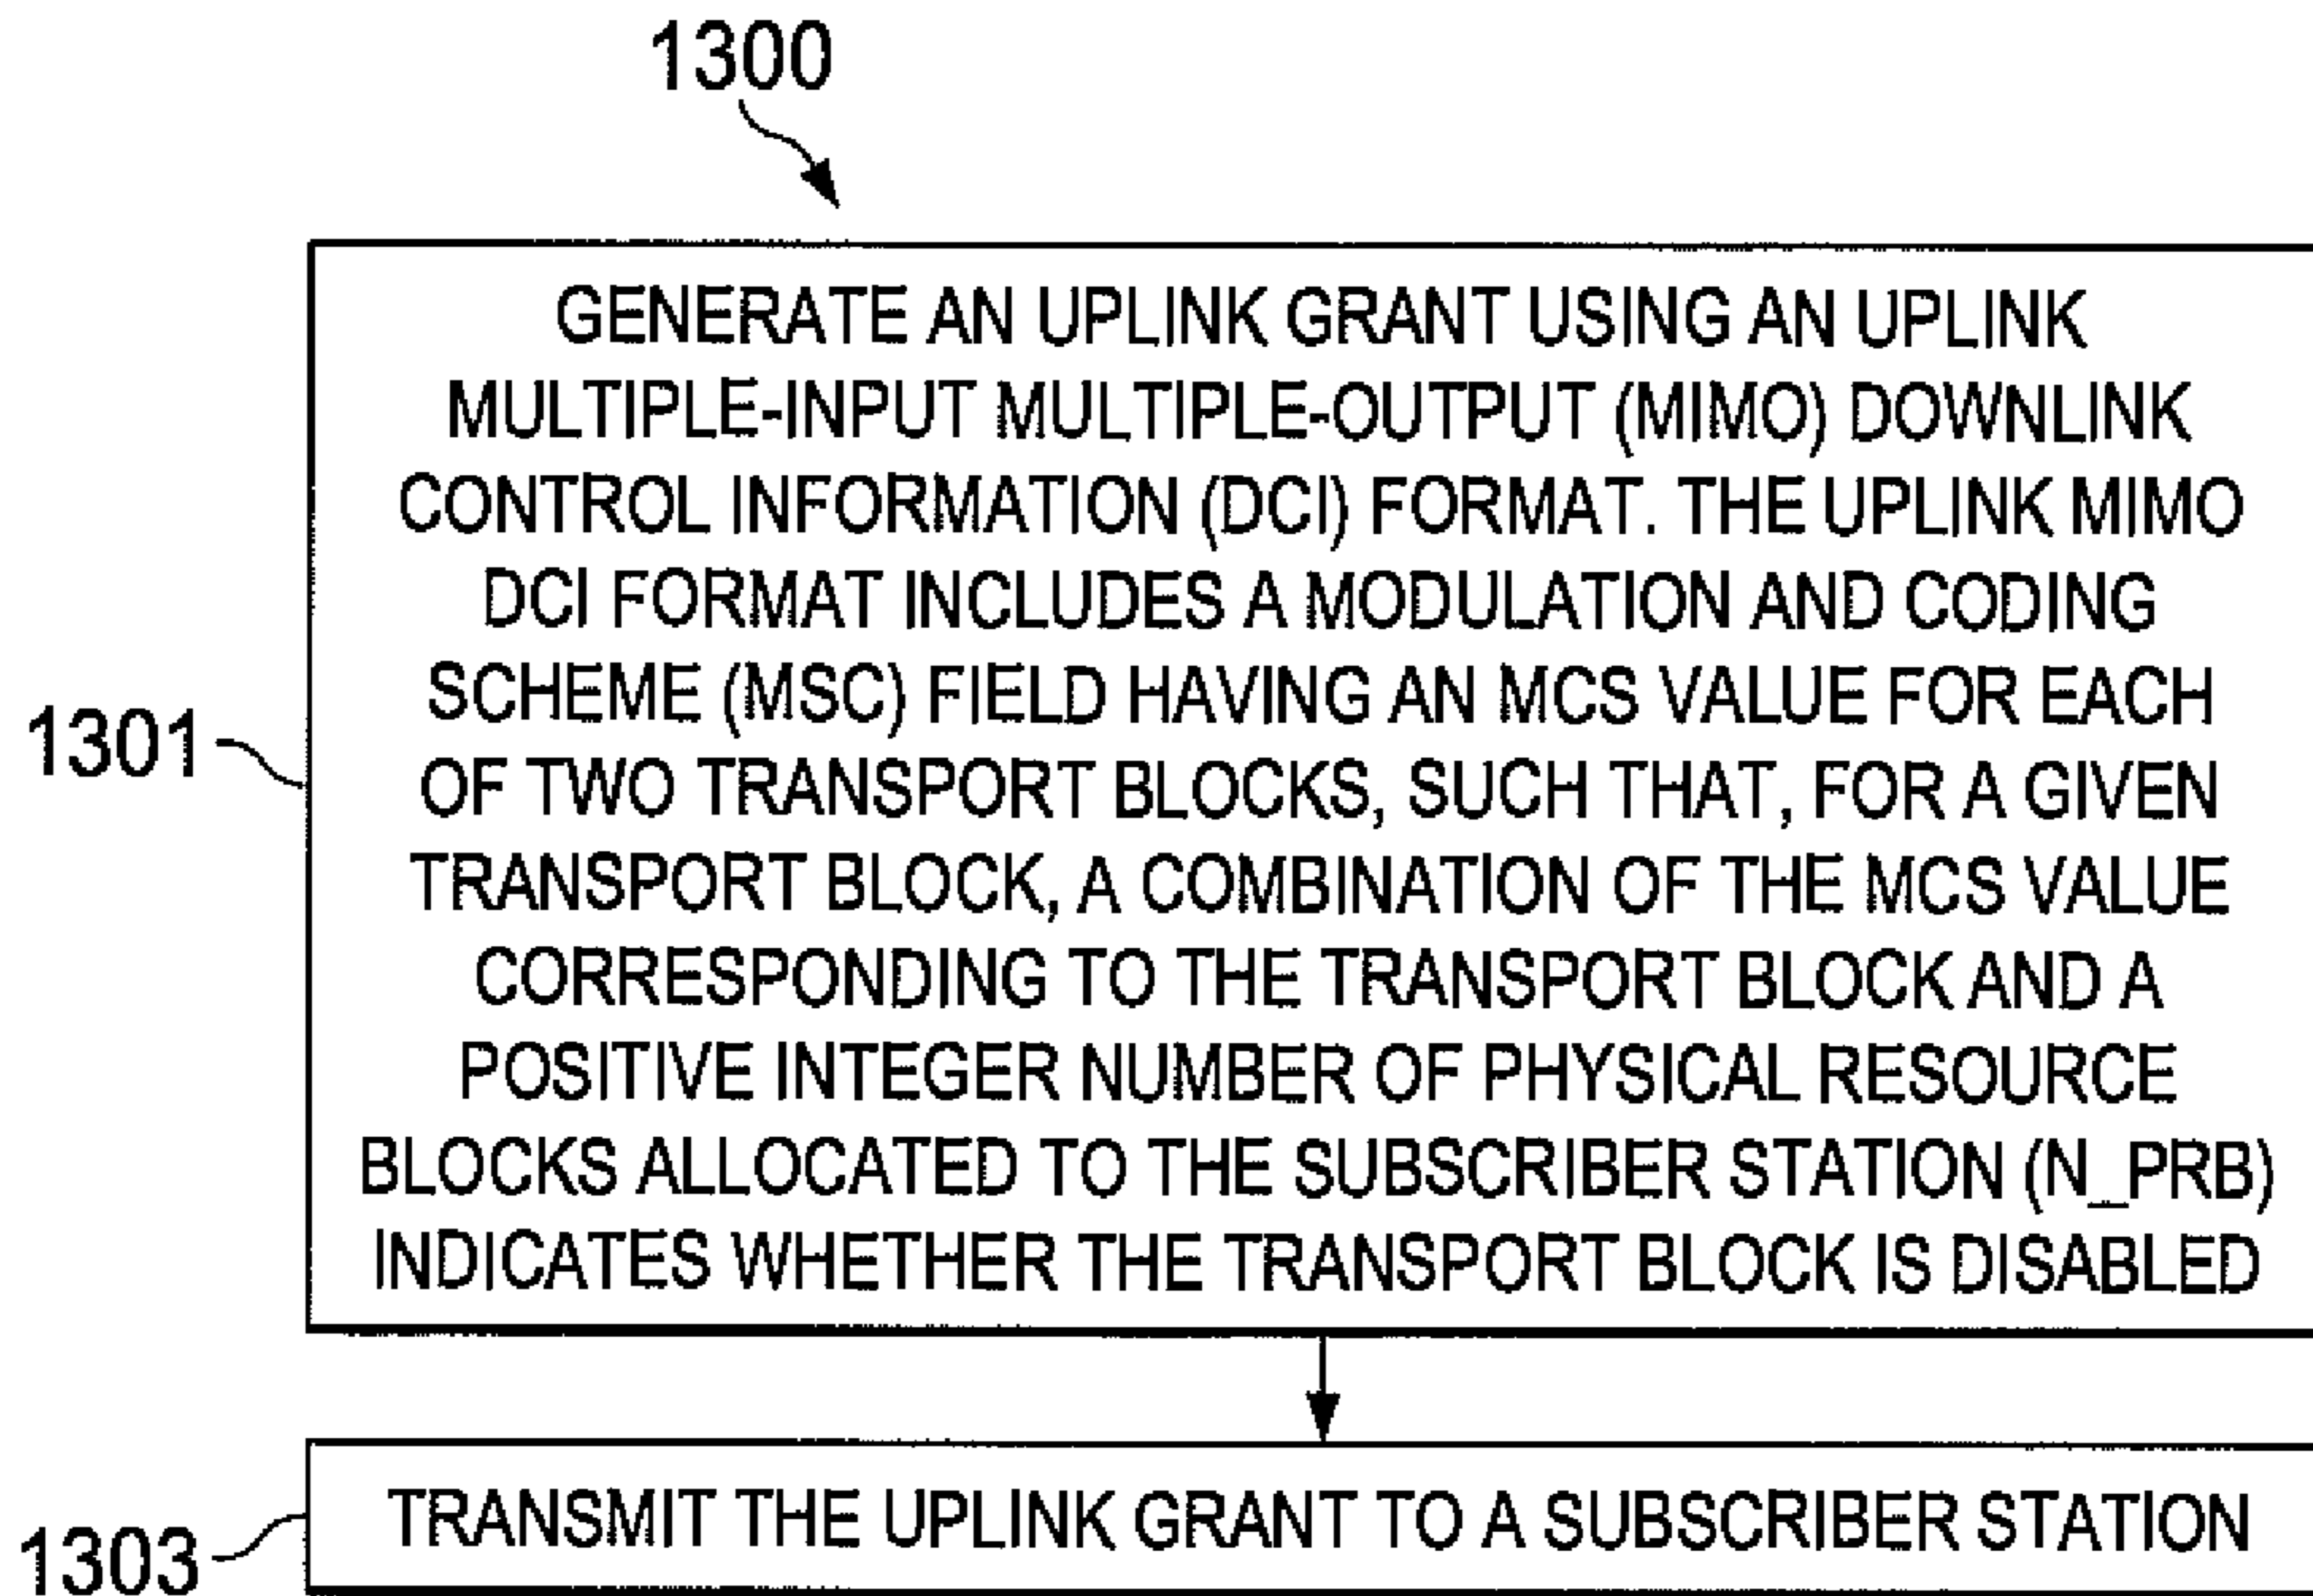 1300
GENERATE AN UPLINK GRANT USING AN UPLINK
MULTIPLE-INPUT MULTIPLE-OUTPUT (MIMO) DOWNLINK
CONTROL INFORMATION (DCI) FORMAT. THE UPLINK MIMO
DCI FORMAT INCLUDES A MODULATION AND CODING
SCHEME (MSC) FIELD HAVING AN MCS VALUE FOR EACH
1301
OF TWO TRANSPORT BLOCKS, SUCH THAT, FOR A GIVEN
TRANSPORT BLOCK, A COMBINATION OF THE MCS VALUE
CORRESPONDING TO THE TRANSPORT BLOCK AND A
POSITIVE INTEGER NUMBER OF PHYSICAL RESOURCE
BLOCKS ALLOCATED TO THE SUBSCRIBER STATION (N_PRB)
INDICATES WHETHER THE TRANSPORT BLOCK IS DISABLED
TRANSMIT THE UPLINK GRANT TO A SUBSCRIBER STATION
1303